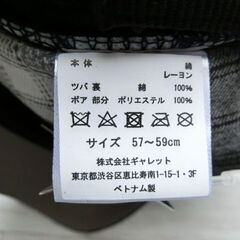 本体 綿
レーヨン
ツバ 裏 綿 100%
ボア 部分 ポリエステル 100%
サイズ 57～59cm
株式会社ギャレット
東京都渋谷区恵比寿南1-15-1・3F
ベトナム製